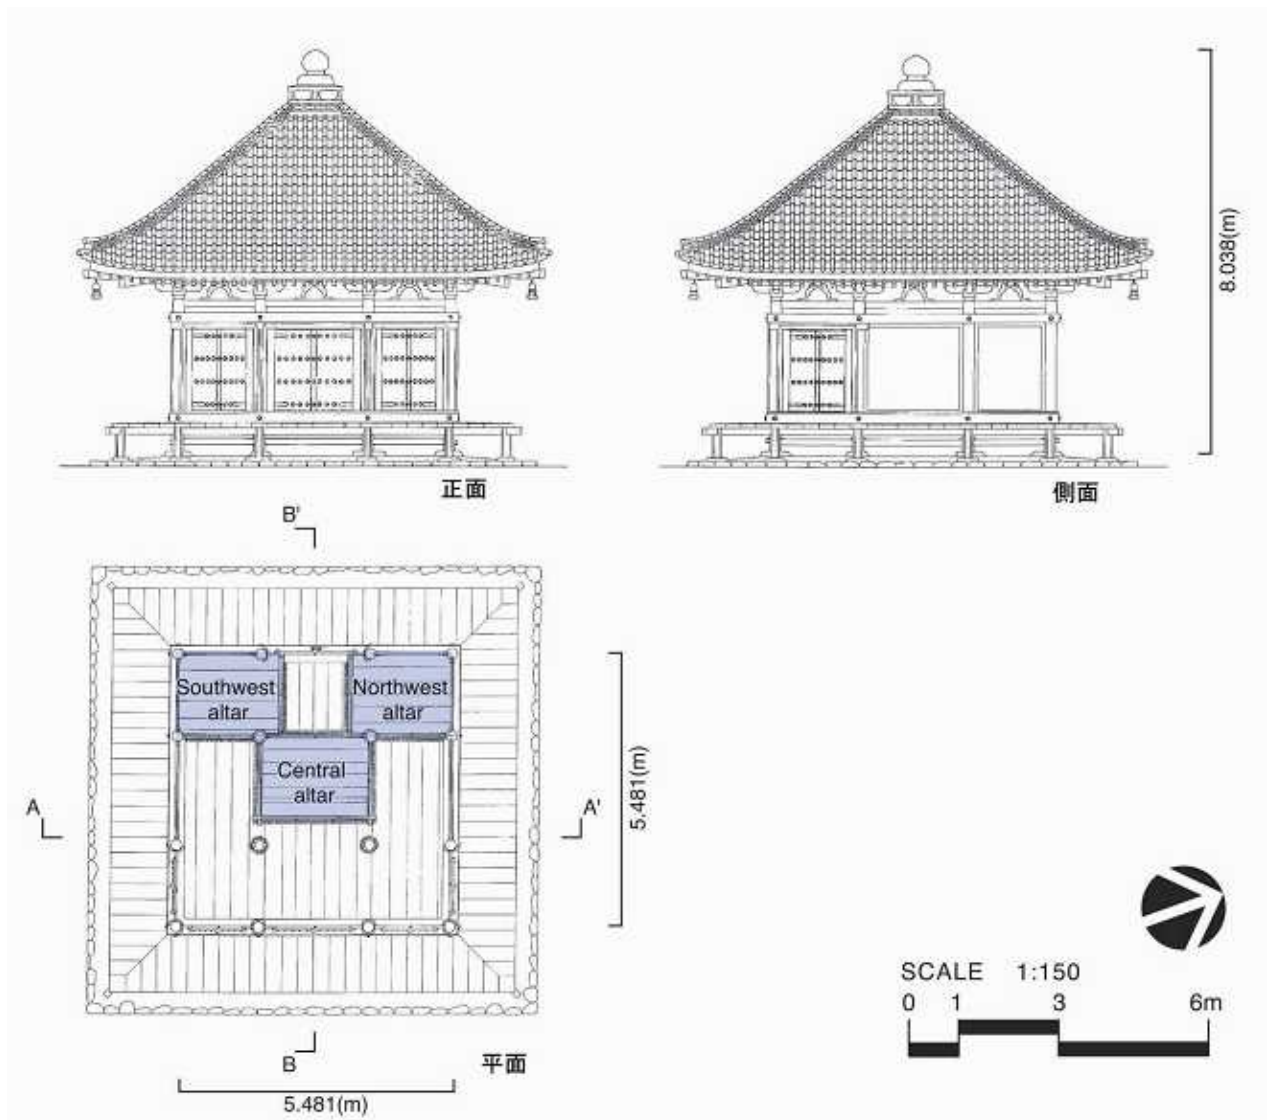 8.038(m)
正面
側面
B'
Southwest
altar
Northwest
altar
Central
altar
A
A'
5.481(m)
B
平面
5.481(m)
SCALE 1:150
0 1 3 6m